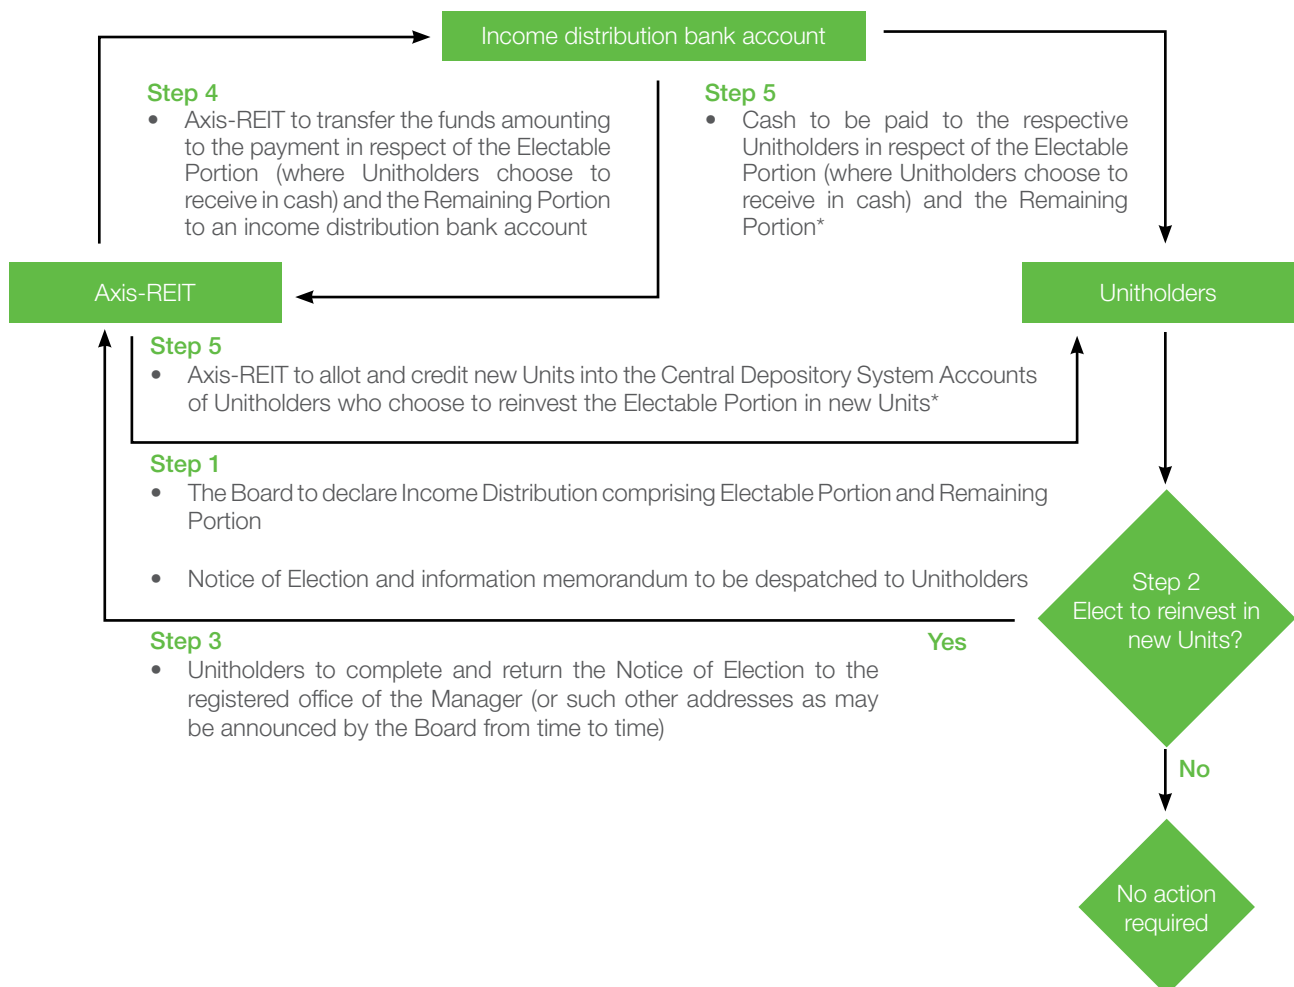 Income distribution bank account
Step 4
• Axis-REIT to transfer the funds amounting
to the payment in respect of the Electable
Portion (where Unitholders choose to
receive in cash) and the Remaining Portion
to an income distribution bank account
Step 5
• Cash to be paid to the respective
Unitholders in respect of the Electable
Portion (where Unitholders choose to
receive in cash) and the Remaining
Portion*
Axis-REIT
Unitholders
Step 5
• Axis-REIT to allot and credit new Units into the Central Depository System Accounts
of Unitholders who choose to reinvest the Electable Portion in new Units*
Step 1
• The Board to declare Income Distribution comprising Electable Portion and Remaining
Portion
• Notice of Election and information memorandum to be despatched to Unitholders
Step 2
Elect to reinvest in
new Units?
Step 3
Yes
• Unitholders to complete and return the Notice of Election to the
registered office of the Manager (or such other addresses as may
be announced by the Board from time to time)
No
No action
required